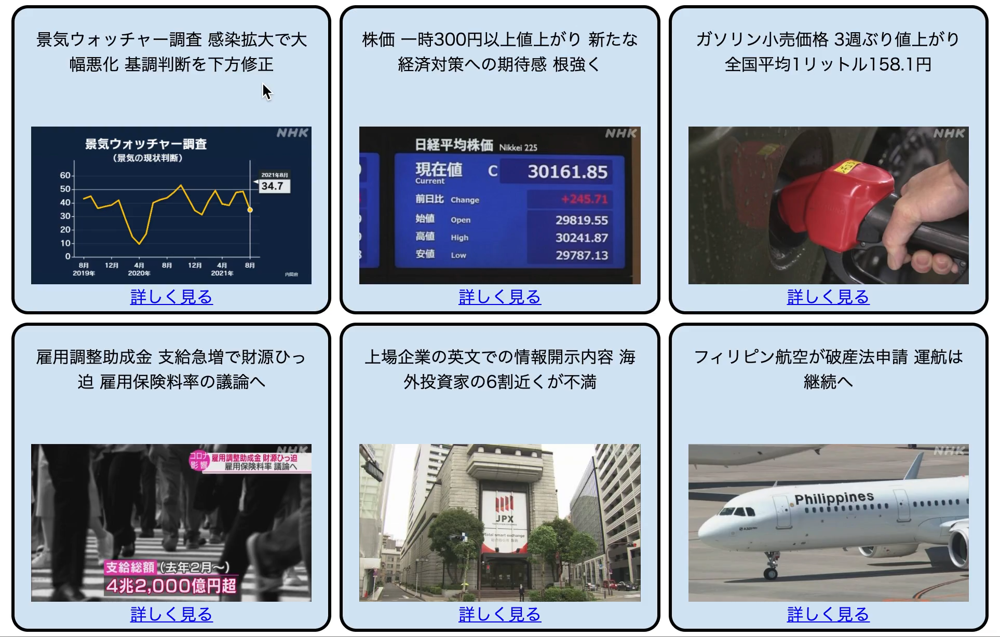 景気ウォッチャー調査 感染拡大で大
幅悪化 基調判断を下方修正
NHK
景気ウォッチャー調査
(景気の現状判断)
60
50
40
30
20
10
0
2021年8月
34.7
8月 12月 4月 8月 12月 4月 8月
2019年 2020年 2021年
内閣府
詳しく見る
株価 一時300円以上値上がり 新たな
経済対策への期待感 根強く
NHK
日経平均株価 Nikkei 225
現在値 C 30161.85
Current
前日比 Change +245.71
始値 Open 29819.55
高値 High 30241.87
安値 Low 29787.13
詳しく見る
ガソリン小売価格 3週ぶり値上がり
全国平均1リットル158.1円
NHK
詳しく見る
雇用調整助成金 支給急増で財源ひっ
迫 雇用保険料率の議論へ
NHK
コロナ
影響
雇用調整助成金 財源ひっ迫
雇用保険料率 議論へ
支給総額 (去年2月〜)
4兆2,000億円超
詳しく見る
上場企業の英文での情報開示内容 海
外投資家の6割近くが不満
NHK
JPX
Total smart exchange
詳しく見る
フィリピン航空が破産法申請 運航は
継続へ
NHK
Philippines
A321
詳しく見る